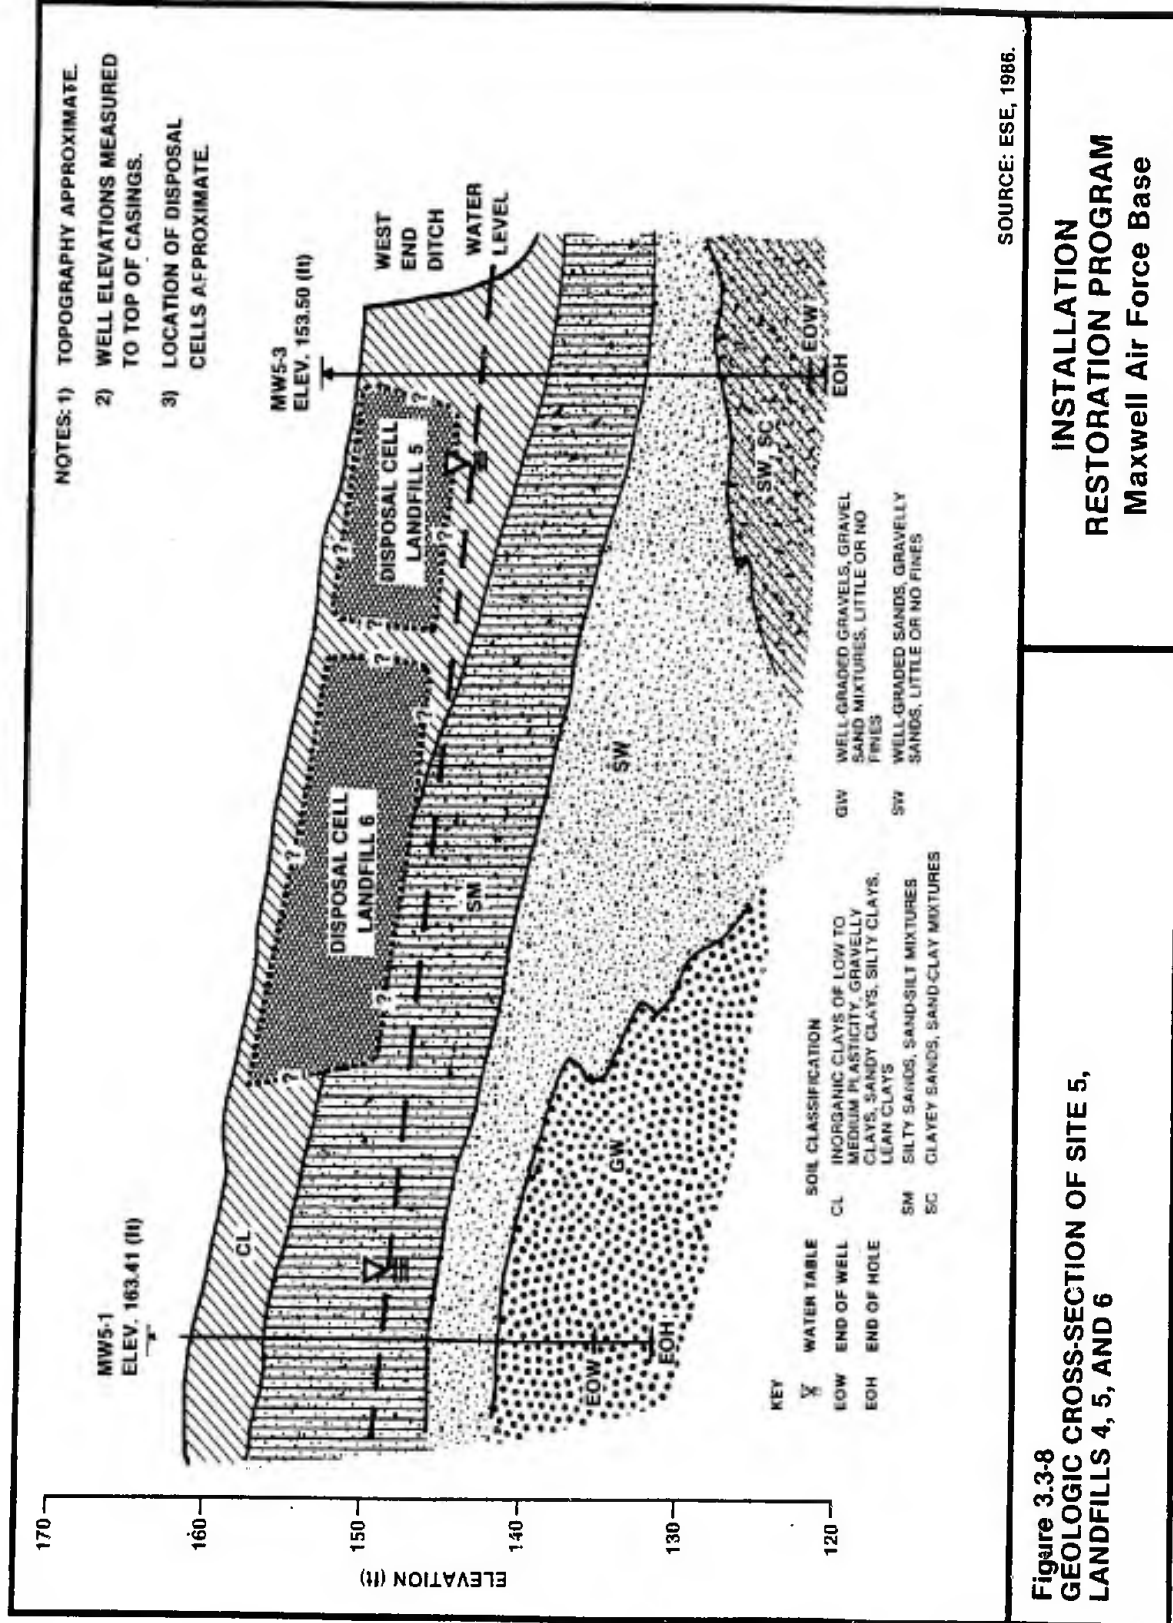 NOTES: 1) TOPOGRAPHY APPROXIMATE.
2) WELL ELEVATIONS MEASURED
TO TOP OF CASINGS.
3) LOCATION OF DISPOSAL
CELLS APPROXIMATE.
MW5-1
ELEV. 163.41 (ft)
MW5-3
ELEV. 153.50 (ft)
WEST
END
DITCH
WATER
LEVEL
170
160
150
140
130
120
ELEVATION (ft)
CL
DISPOSAL CELL
LANDFILL 6
DISPOSAL CELL
LANDFILL 5
? ? ? ? ? ? ? ? ? ? ? ?
SM
SW
GW
SW, SC
EOW
EOH
EOW
EOH
KEY
WATER TABLE
EOW END OF WELL
EOH END OF HOLE
SOIL CLASSIFICATION
CL INORGANIC CLAYS OF LOW TO
MEDIUM PLASTICITY, GRAVELLY
CLAYS, SANDY CLAYS, SILTY CLAYS,
LEAN CLAYS
SM SILTY SANDS, SAND-SILT MIXTURES
SC CLAYEY SANDS, SAND-CLAY MIXTURES
GW WELL-GRADED GRAVELS, GRAVEL
SAND MIXTURES, LITTLE OR NO
FINES
SW WELL-GRADED SANDS, GRAVELLY
SANDS, LITTLE OR NO FINES
SOURCE: ESE, 1986.
Figure 3.3-8
GEOLOGIC CROSS-SECTION OF SITE 5,
LANDFILLS 4, 5, AND 6
INSTALLATION
RESTORATION PROGRAM
Maxwell Air Force Base